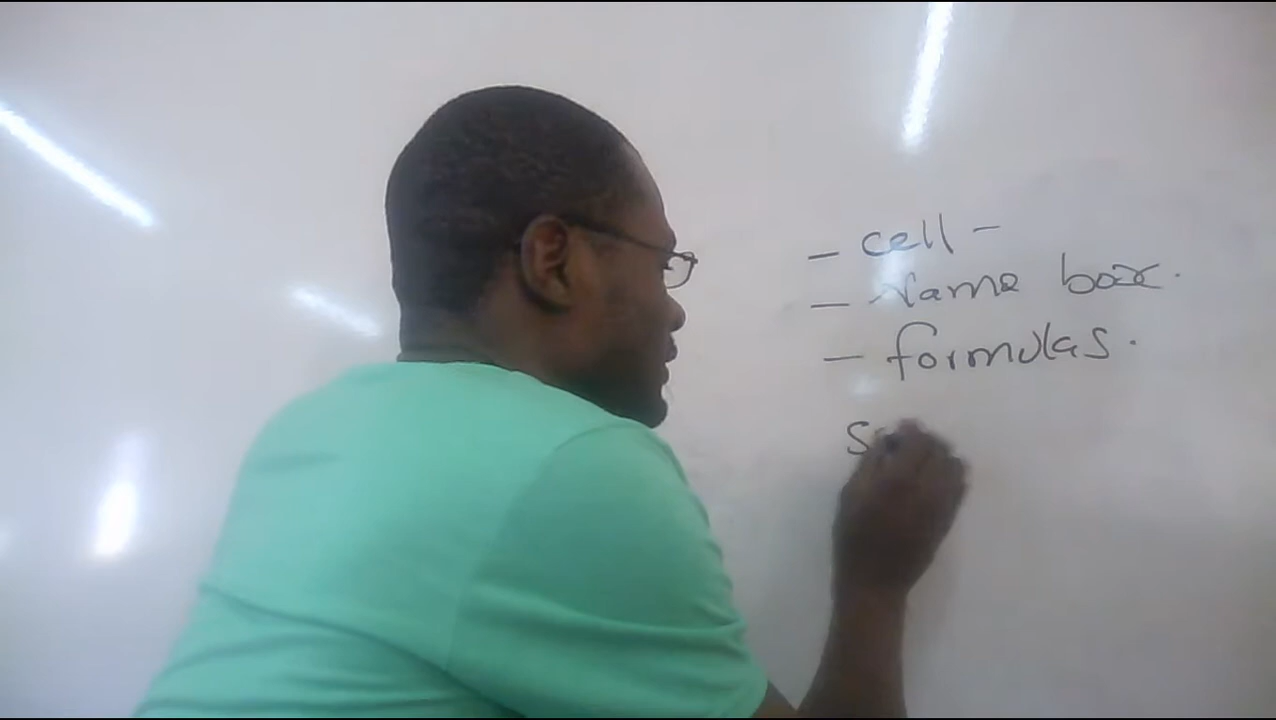 - cell -
- Name box.
- formulas.
S